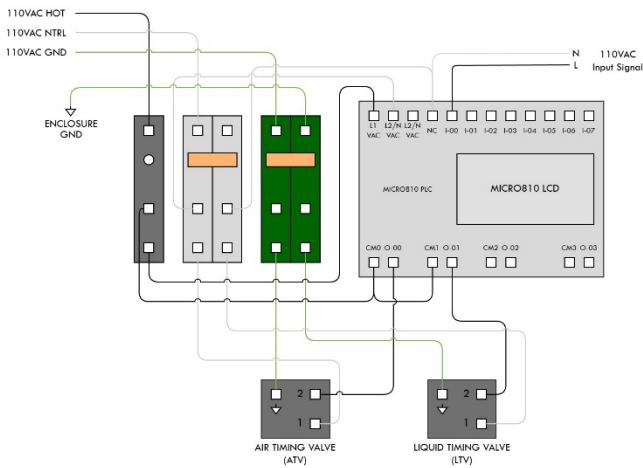 110VAC HOT
110VAC NTRL
110VAC GND
N 110VAC
L Input Signal
ENCLOSURE
GND
L1 L2/N L2/N NC I-00 I-01 I-02 I-03 I-04 I-05 I-06 I-07
VAC VAC VAC
MICRO810 PLC
MICRO810 LCD
CM0 O-00 CM1 O-01 CM2 O-02 CM3 O-03
2
1
2
1
AIR TIMING VALVE
(ATV)
LIQUID TIMING VALVE
(LTV)